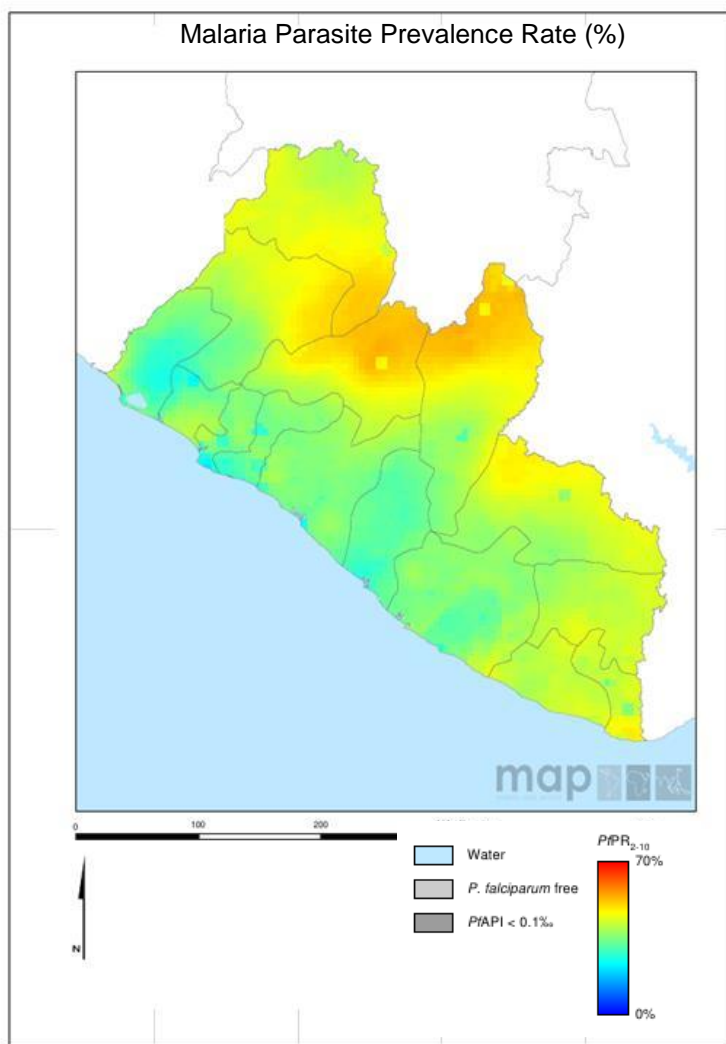 Malaria Parasite Prevalence Rate (%)
map
0 100 200
Water
P. falciparum free
PfAPI < 0.1‰
PfPR2-10
70%
0%
N